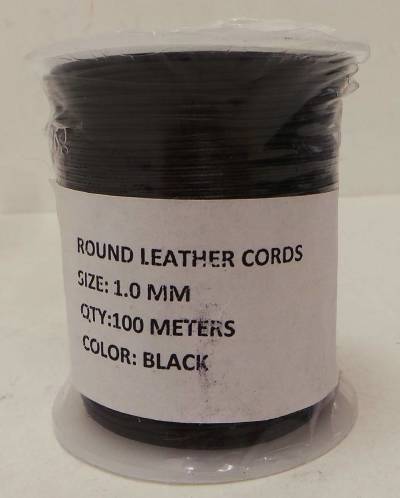 ROUND LEATHER CORDS
SIZE: 1.0 MM
QTY:100 METERS
COLOR: BLACK